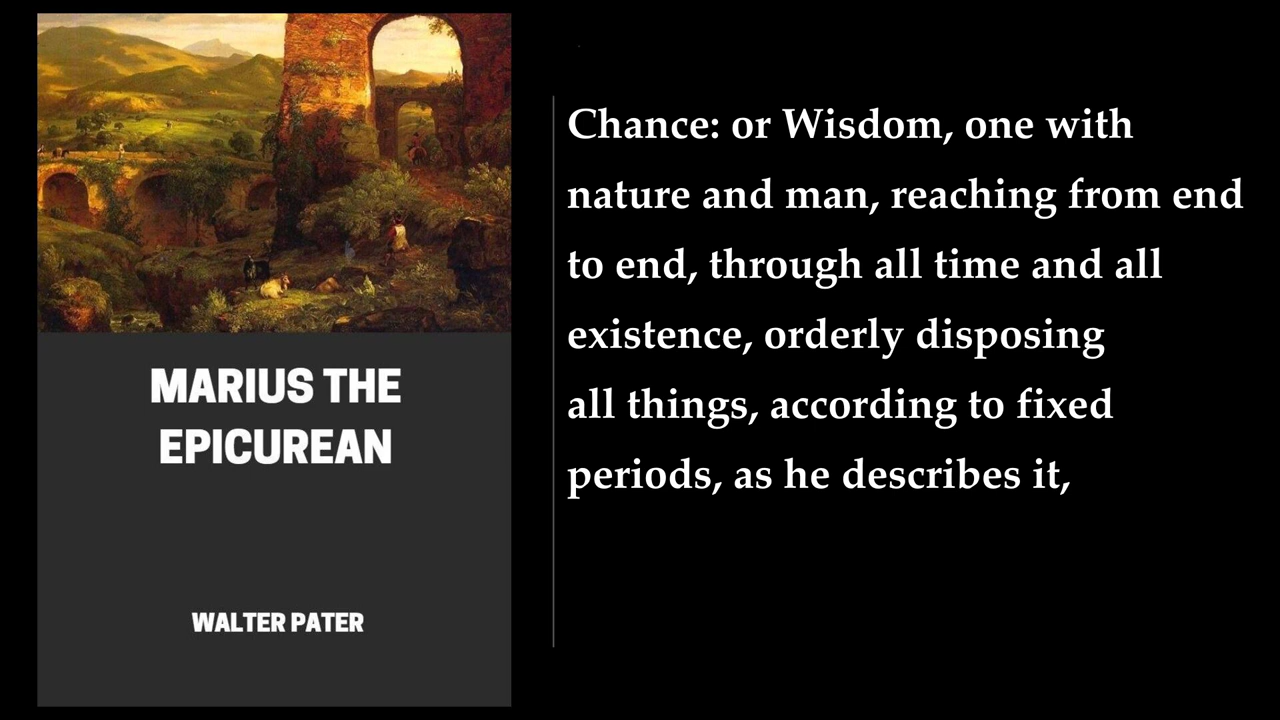 MARIUS THE
EPICUREAN
WALTER PATER
Chance: or Wisdom, one with
nature and man, reaching from end
to end, through all time and all
existence, orderly disposing
all things, according to fixed
periods, as he describes it,